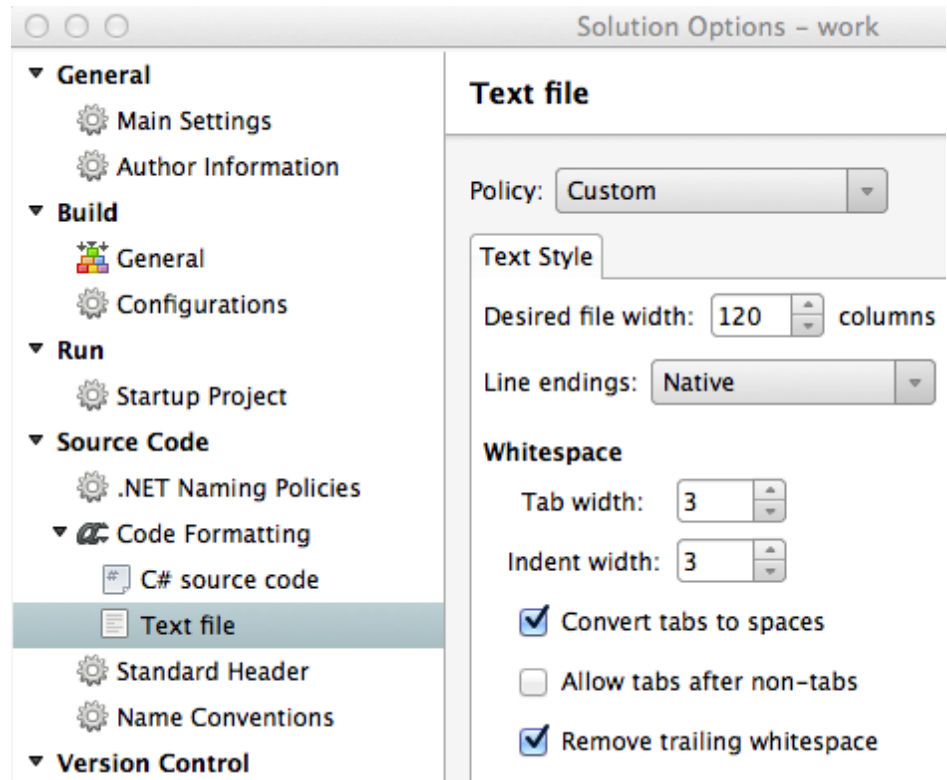 Solution Options – work
General
Main Settings
Author Information
Build
General
Configurations
Run
Startup Project
Source Code
.NET Naming Policies
Code Formatting
C# source code
Text file
Standard Header
Name Conventions
Version Control
Text file
Policy: Custom
Text Style
Desired file width: 120 columns
Line endings: Native
Whitespace
Tab width: 3
Indent width: 3
Convert tabs to spaces
Allow tabs after non-tabs
Remove trailing whitespace